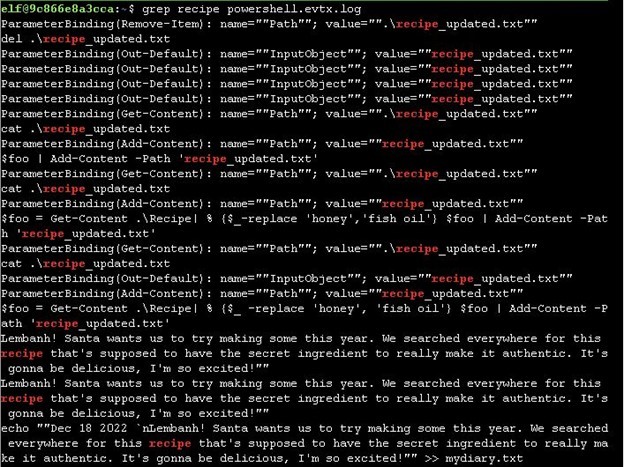 elf@9c866e8a3cca:~$ grep recipe powershell.evtx.log
ParameterBinding(Remove-Item): name=""Path""; value="".\recipe_updated.txt""
del .\recipe_updated.txt
ParameterBinding(Out-Default): name=""InputObject""; value=""recipe_updated.txt""
ParameterBinding(Out-Default): name=""InputObject""; value=""recipe_updated.txt""
ParameterBinding(Out-Default): name=""InputObject""; value=""recipe_updated.txt""
ParameterBinding(Get-Content): name=""Path""; value="".\recipe_updated.txt""
cat .\recipe_updated.txt
ParameterBinding(Add-Content): name=""Path""; value=""recipe_updated.txt""
$foo | Add-Content -Path 'recipe_updated.txt'
ParameterBinding(Get-Content): name=""Path""; value="".\recipe_updated.txt""
cat .\recipe_updated.txt
ParameterBinding(Add-Content): name=""Path""; value=""recipe_updated.txt""
$foo = Get-Content .\Recipe| % {$_-replace 'honey','fish oil'} $foo | Add-Content -Pat
h 'recipe_updated.txt'
ParameterBinding(Get-Content): name=""Path""; value="".\recipe_updated.txt""
cat .\recipe_updated.txt
ParameterBinding(Out-Default): name=""InputObject""; value=""recipe_updated.txt""
ParameterBinding(Add-Content): name=""Path""; value=""recipe_updated.txt""
$foo = Get-Content .\Recipe| % {$_ -replace 'honey', 'fish oil'} $foo | Add-Content -P
ath 'recipe_updated.txt'
Lembanh! Santa wants us to try making some this year. We searched everywhere for this
recipe that's supposed to have the secret ingredient to really make it authentic. It's
gonna be delicious, I'm so excited!""
Lembanh! Santa wants us to try making some this year. We searched everywhere for this
recipe that's supposed to have the secret ingredient to really make it authentic. It's
gonna be delicious, I'm so excited!""
echo ""Dec 18 2022 `nLembanh! Santa wants us to try making some this year. We searched
everywhere for this recipe that's supposed to have the secret ingredient to really ma
ke it authentic. It's gonna be delicious, I'm so excited!"" >> mydiary.txt